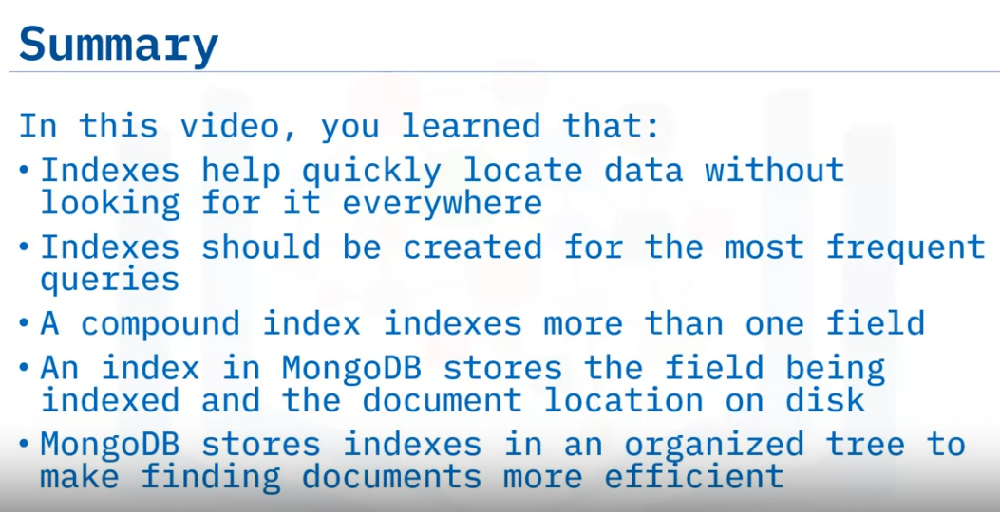 Summary
In this video, you learned that:
• Indexes help quickly locate data without
looking for it everywhere
• Indexes should be created for the most frequent
queries
• A compound index indexes more than one field
• An index in MongoDB stores the field being
indexed and the document location on disk
• MongoDB stores indexes in an organized tree to
make finding documents more efficient